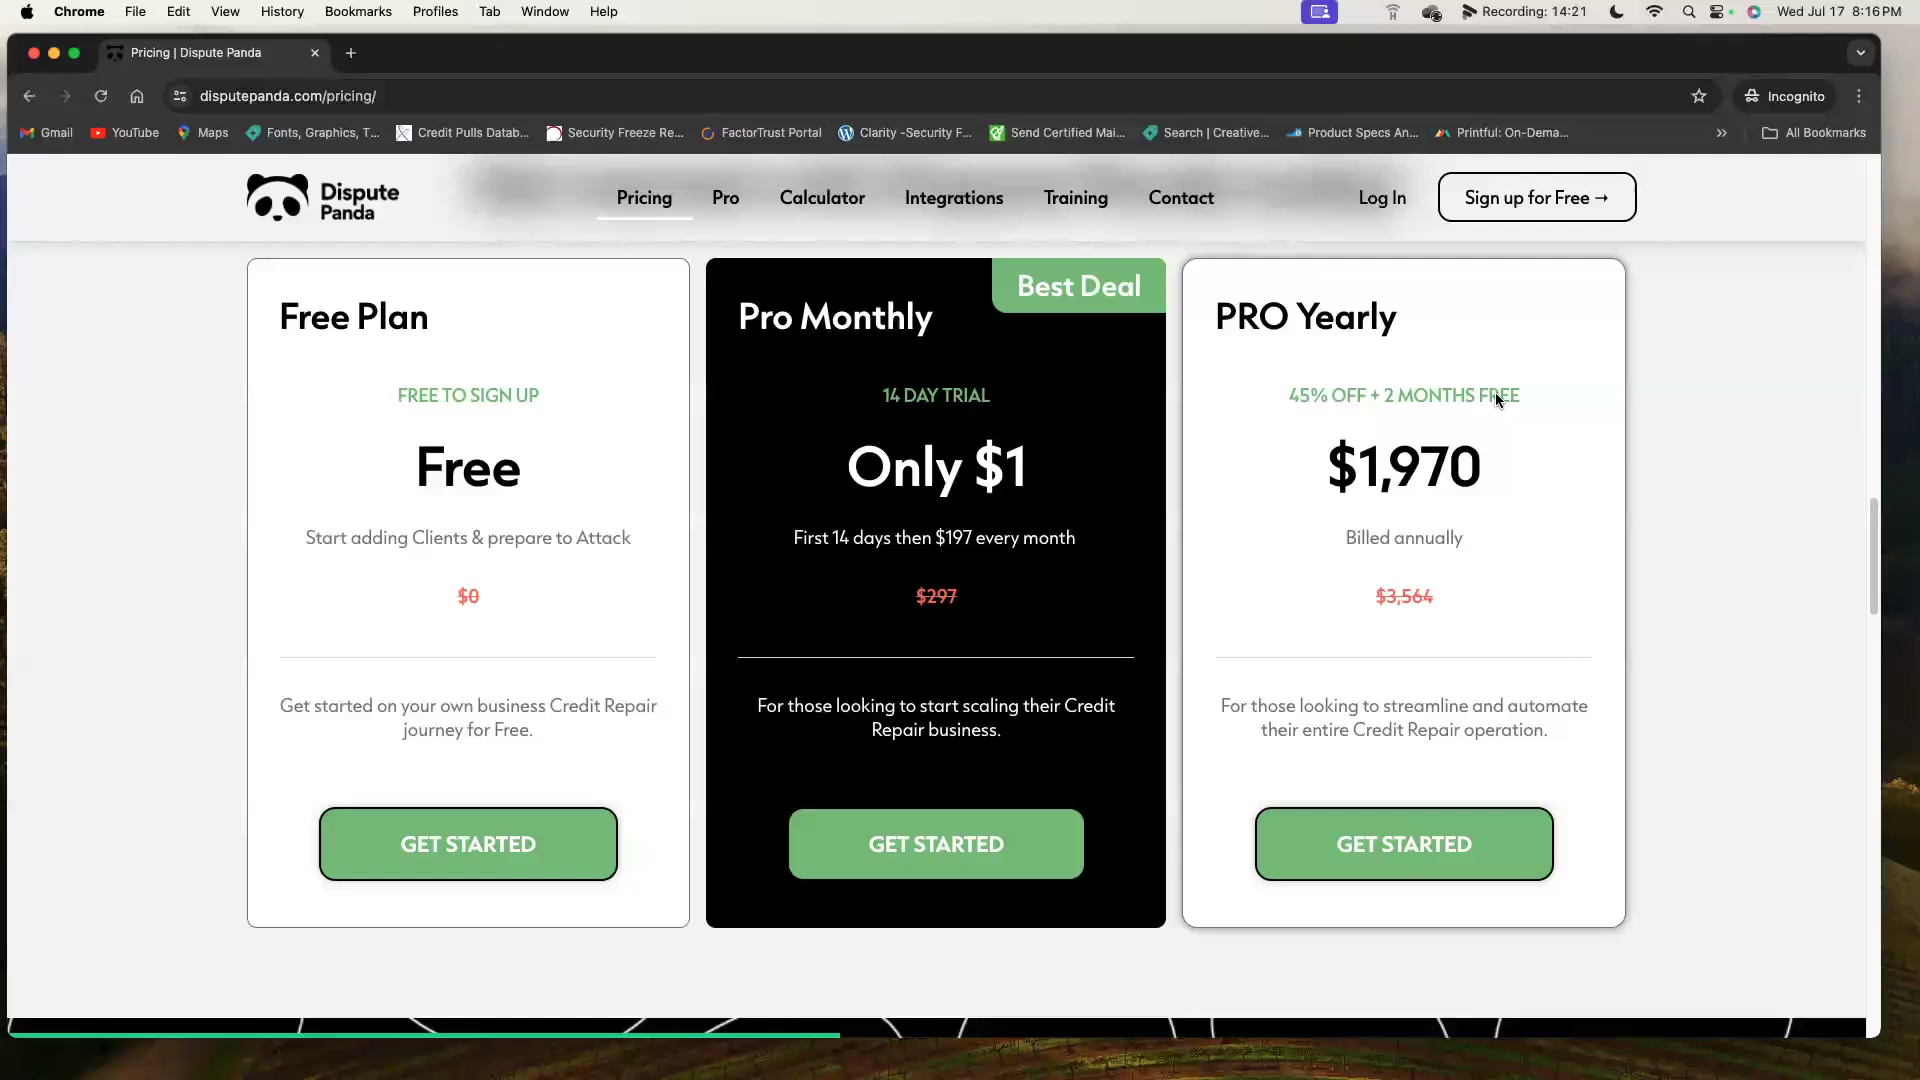 Chrome File Edit View History Bookmarks Profiles Tab Window Help Recording: 14:21 Wed Jul 17 8:16 PM
Pricing | Dispute Panda
disputepanda.com/pricing/ Incognito
Gmail YouTube Maps Fonts, Graphics, T... Credit Pulls Datab... Security Freeze Re... FactorTrust Portal Clarity -Security F... Send Certified Mai... Search | Creative... Product Specs An... Printful: On-Dema... » All Bookmarks
Dispute
Panda
Pricing Pro Calculator Integrations Training Contact Log In Sign up for Free →
Free Plan
FREE TO SIGN UP
Free
Start adding Clients & prepare to Attack
$0
Get started on your own business Credit Repair
journey for Free.
GET STARTED
Best Deal
Pro Monthly
14 DAY TRIAL
Only $1
First 14 days then $197 every month
$297
For those looking to start scaling their Credit
Repair business.
GET STARTED
PRO Yearly
45% OFF + 2 MONTHS FREE
$1,970
Billed annually
$3,564
For those looking to streamline and automate
their entire Credit Repair operation.
GET STARTED